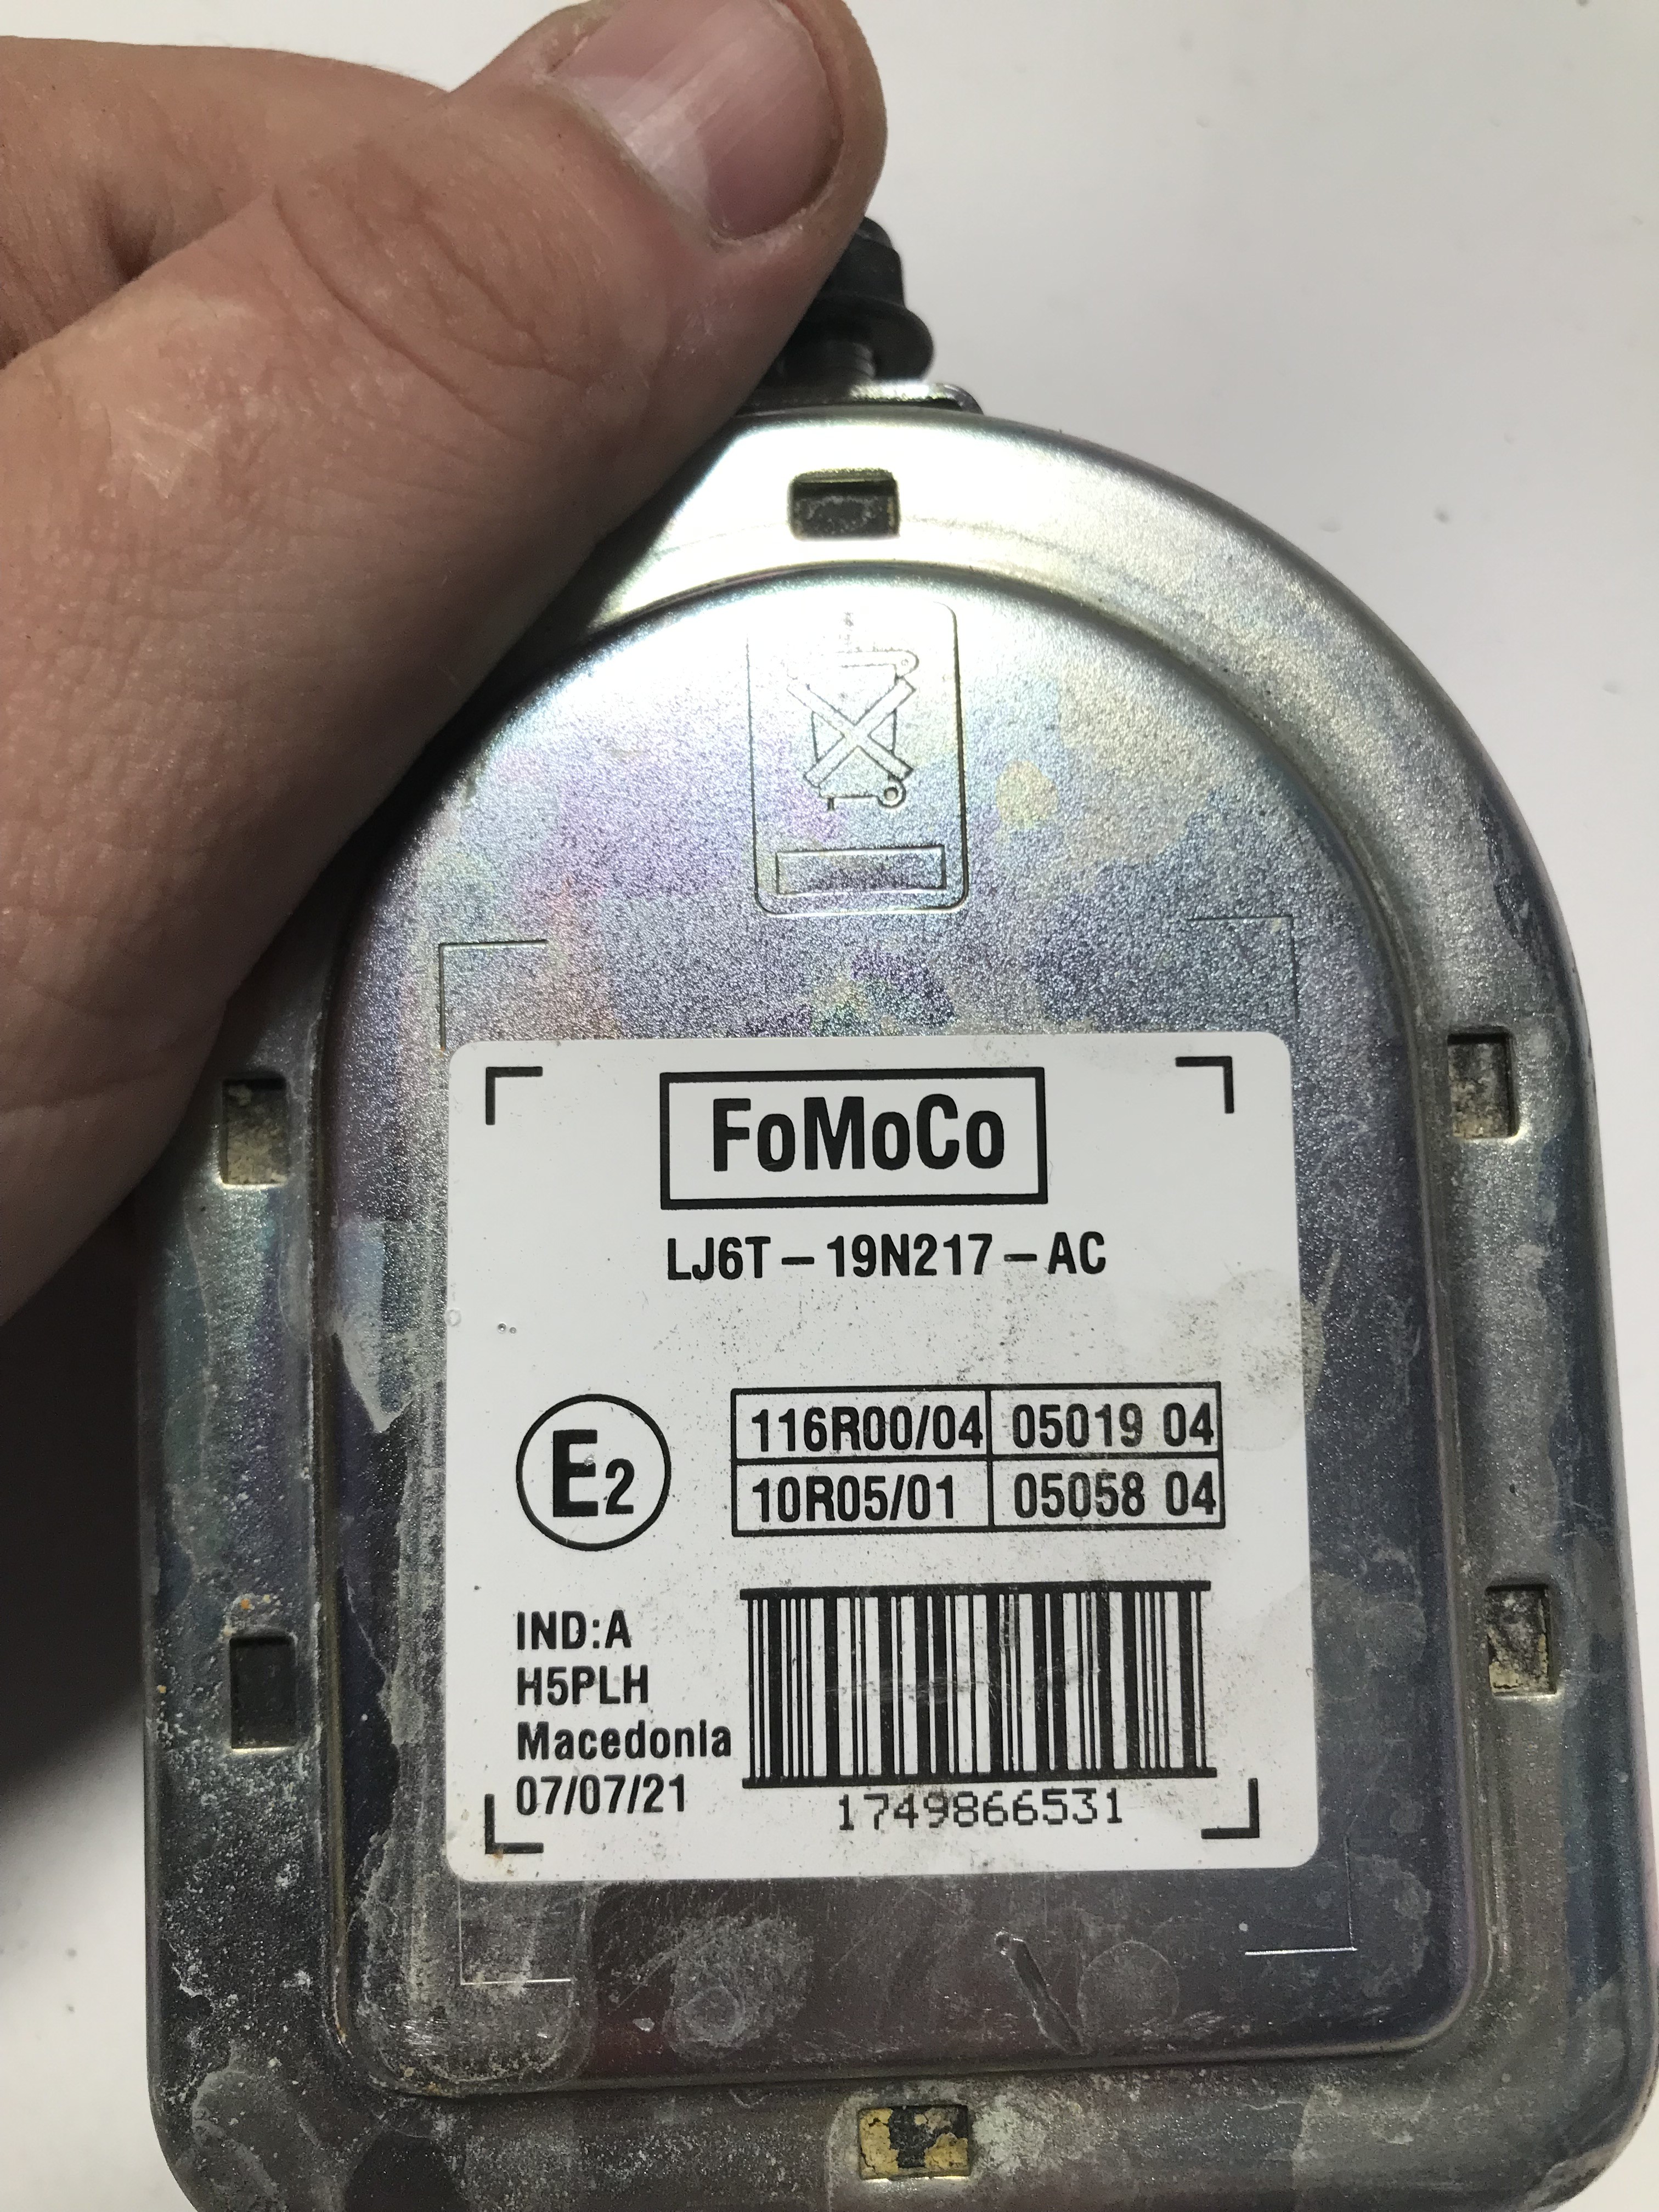 FoMoCo
LJ6T – 19N217 – AC
E2
116R00/04 05019 04
10R05/01 05058 04
IND:A
H5PLH
Macedonia
07/07/21
1749866531